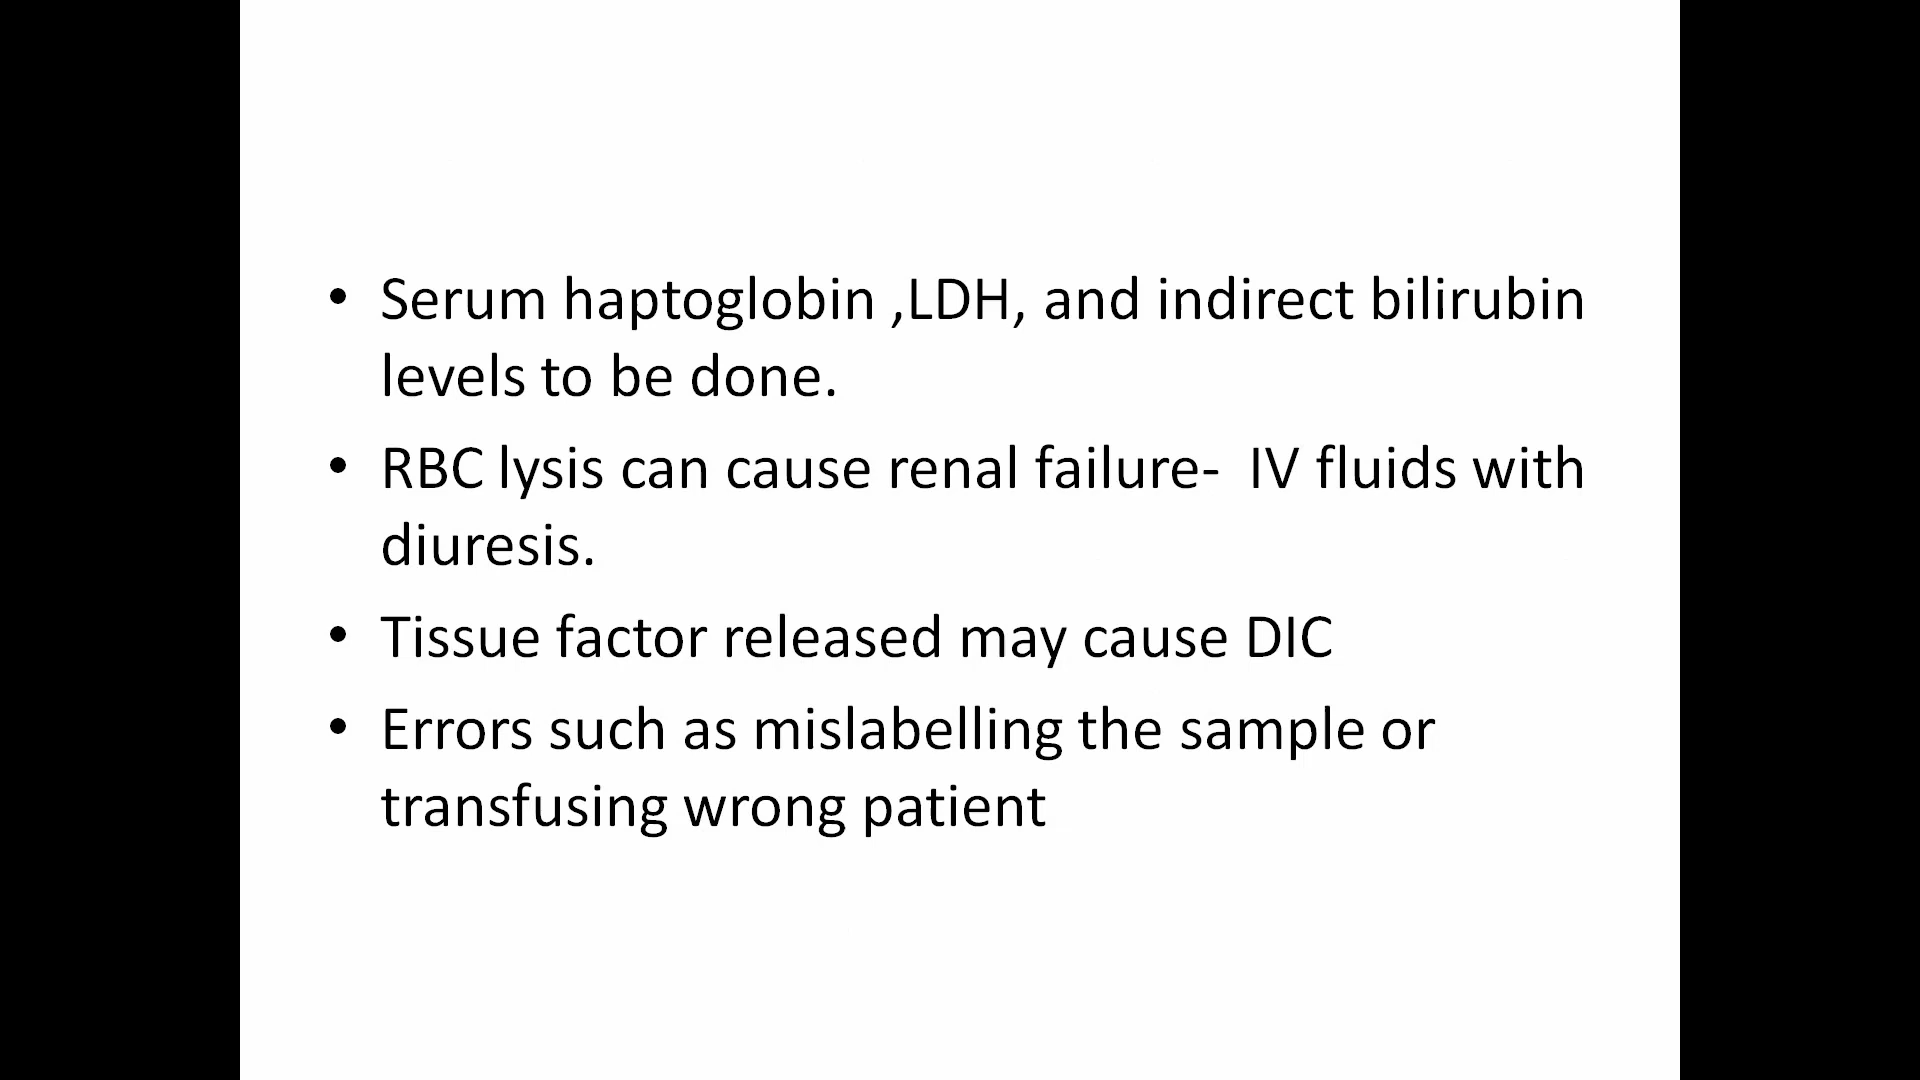 • Serum haptoglobin ,LDH, and indirect bilirubin
levels to be done.
• RBC lysis can cause renal failure-  IV fluids with
diuresis.
• Tissue factor released may cause DIC
• Errors such as mislabelling the sample or
transfusing wrong patient